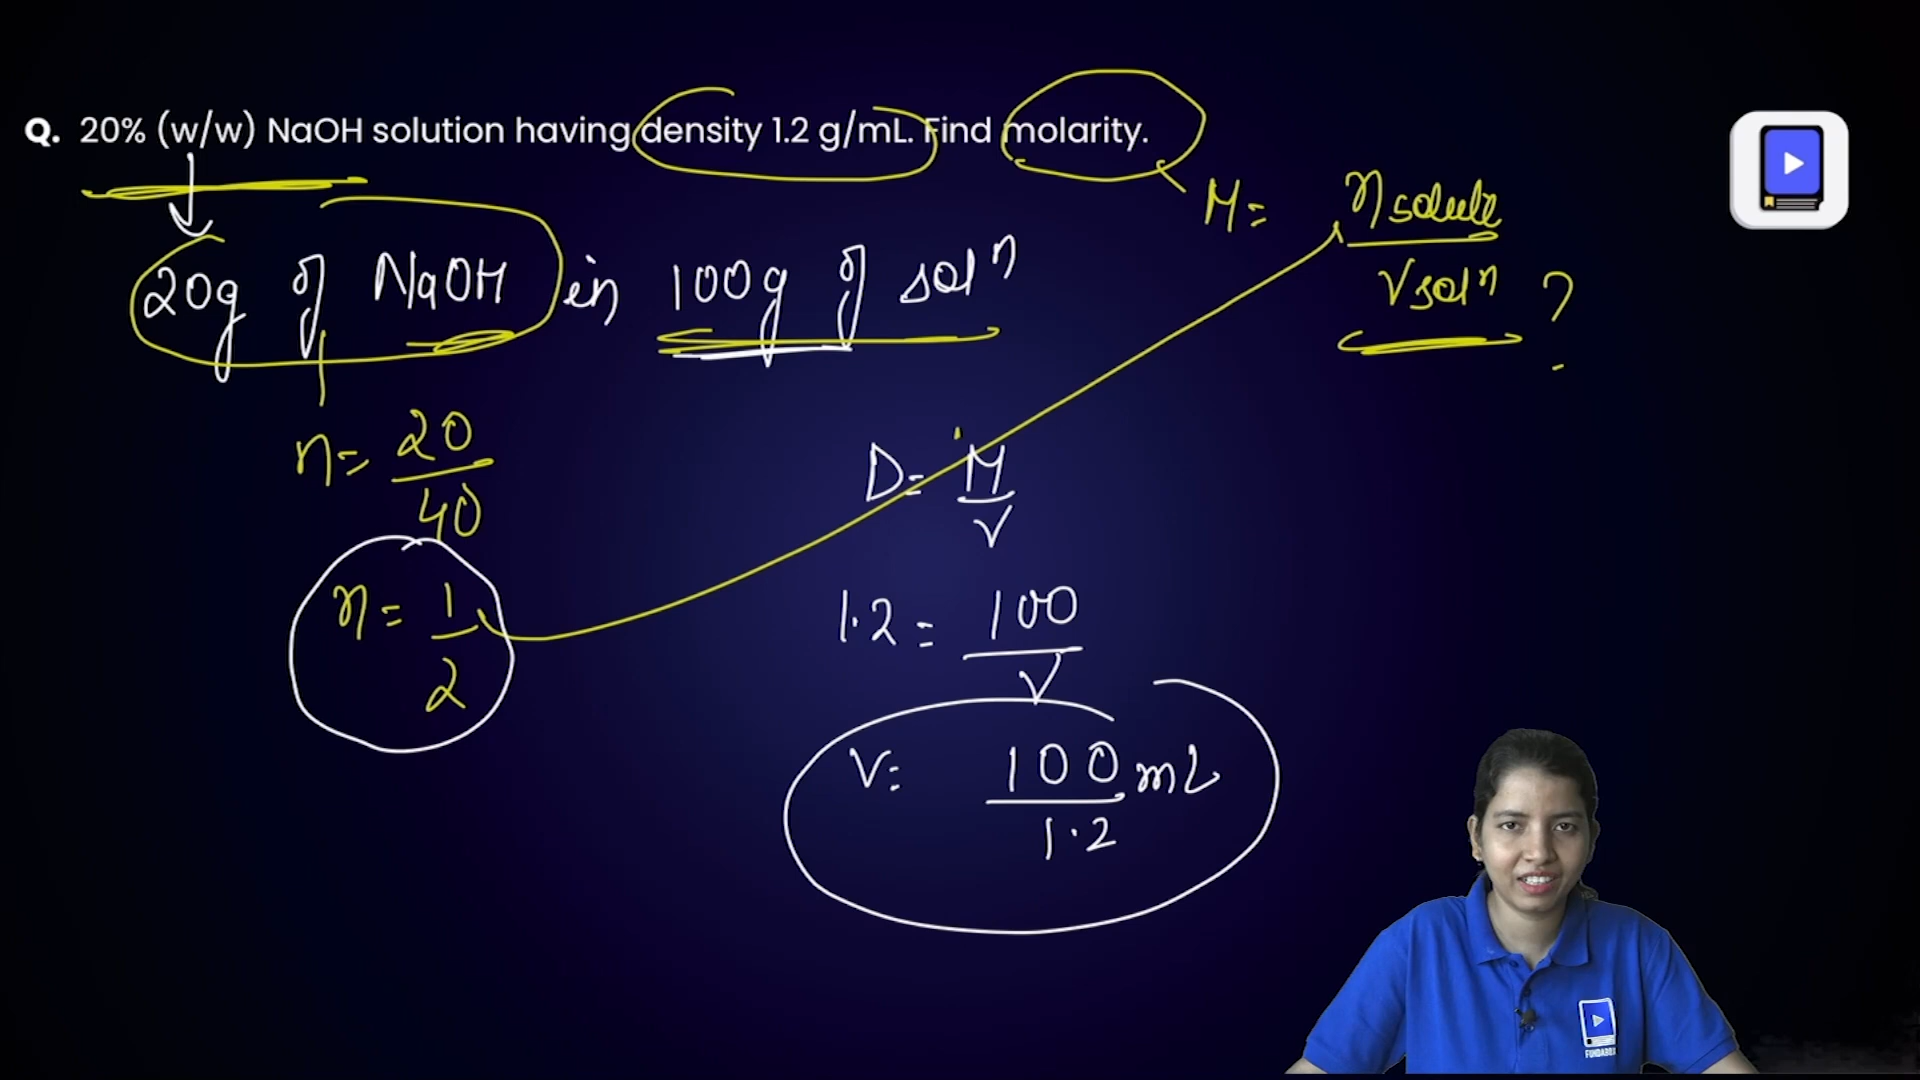 Q. 20% (w/w) NaOH solution having density 1.2 g/mL. Find molarity.
M = n solute / V solⁿ ?
20g of NaOH in 100g of solⁿ
n = 20/40
n = 1/2
D = M/V
1.2 = 100/V
V = 100/1.2 mL